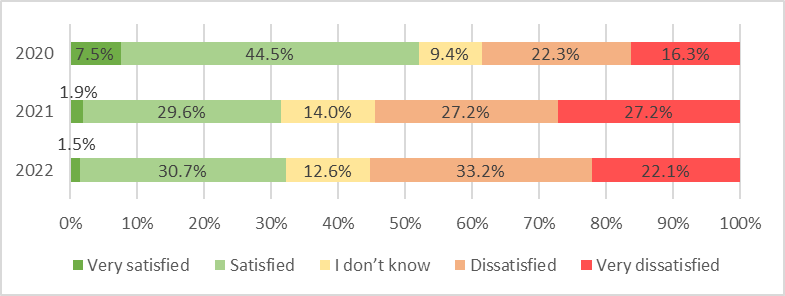 2020 7.5% 44.5% 9.4% 22.3% 16.3%
1.9%
2021 29.6% 14.0% 27.2% 27.2%
1.5%
2022 30.7% 12.6% 33.2% 22.1%
0% 10% 20% 30% 40% 50% 60% 70% 80% 90% 100%
Very satisfied Satisfied I don’t know Dissatisfied Very dissatisfied